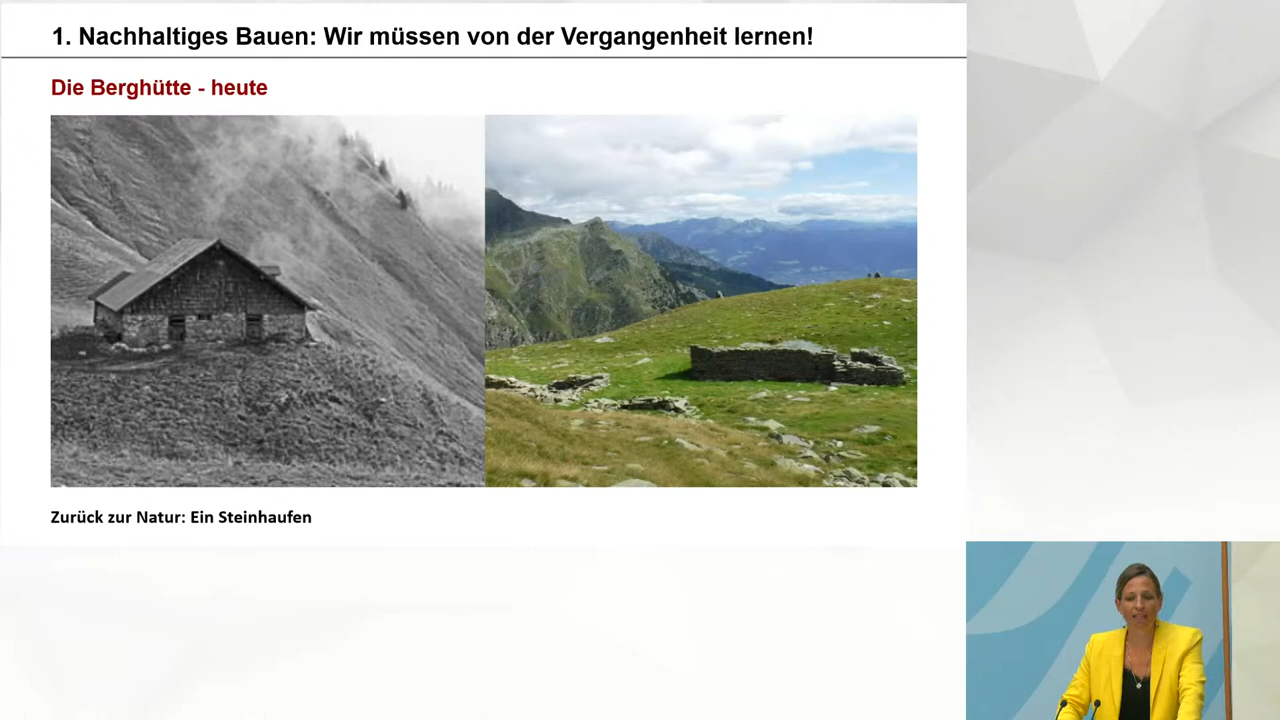 1. Nachhaltiges Bauen: Wir müssen von der Vergangenheit lernen!
Die Berghütte - heute
Zurück zur Natur: Ein Steinhaufen